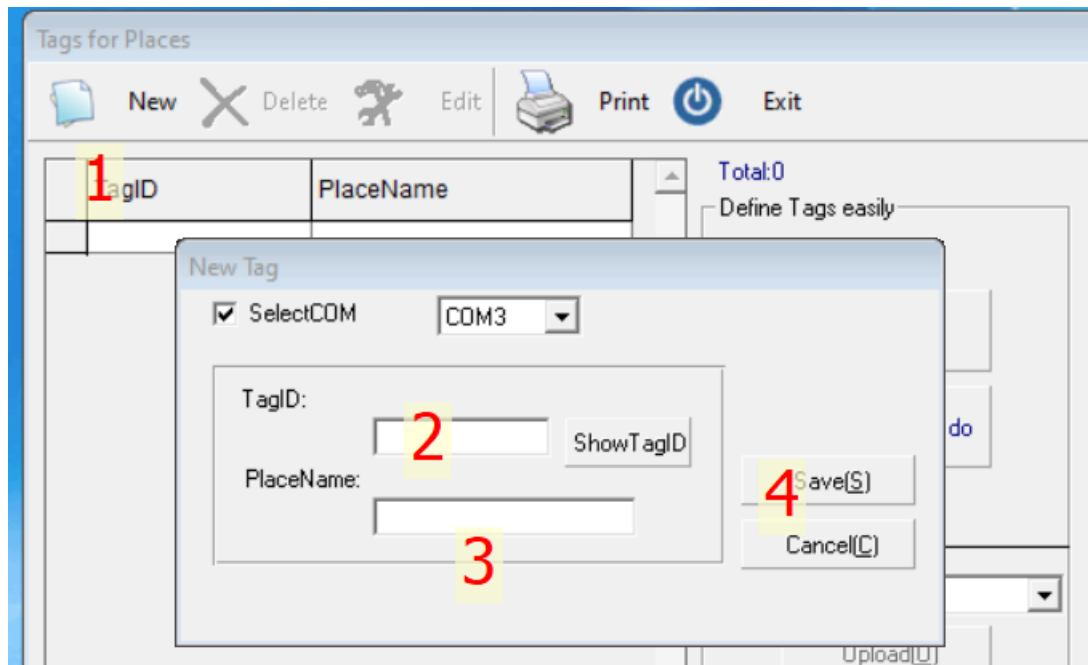 Tags for Places
New Delete Edit Print Exit
1
TagID PlaceName
Total:0
Define Tags easily
New Tag
SelectCOM COM3
TagID:
2
ShowTagID
do
PlaceName:
3
4
Save(S)
Cancel(C)
Upload(U)